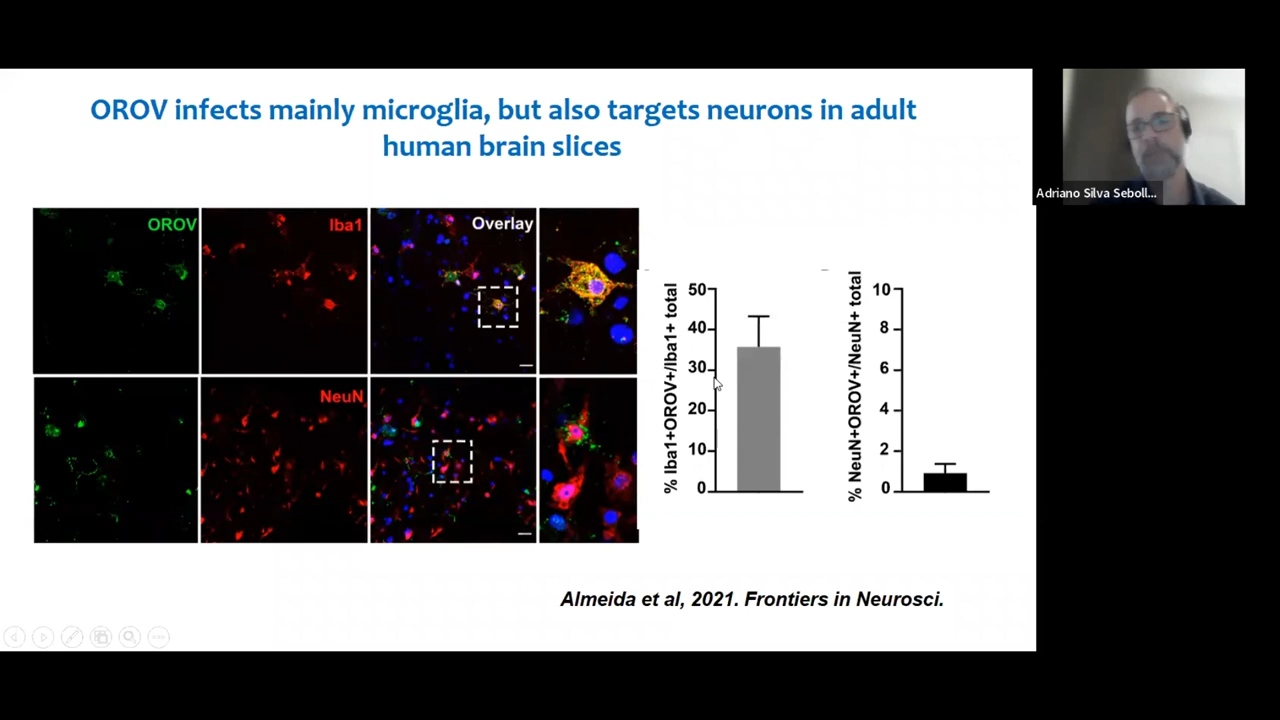 OROV infects mainly microglia, but also targets neurons in adult
human brain slices
Adriano Silva Seboll...
OROV
Iba1
Overlay
NeuN
% Iba1+OROV+/Iba1+ total
50
40
30
20
10
0
% NeuN+OROV+/NeuN+ total
10
8
6
4
2
0
Almeida et al, 2021. Frontiers in Neurosci.